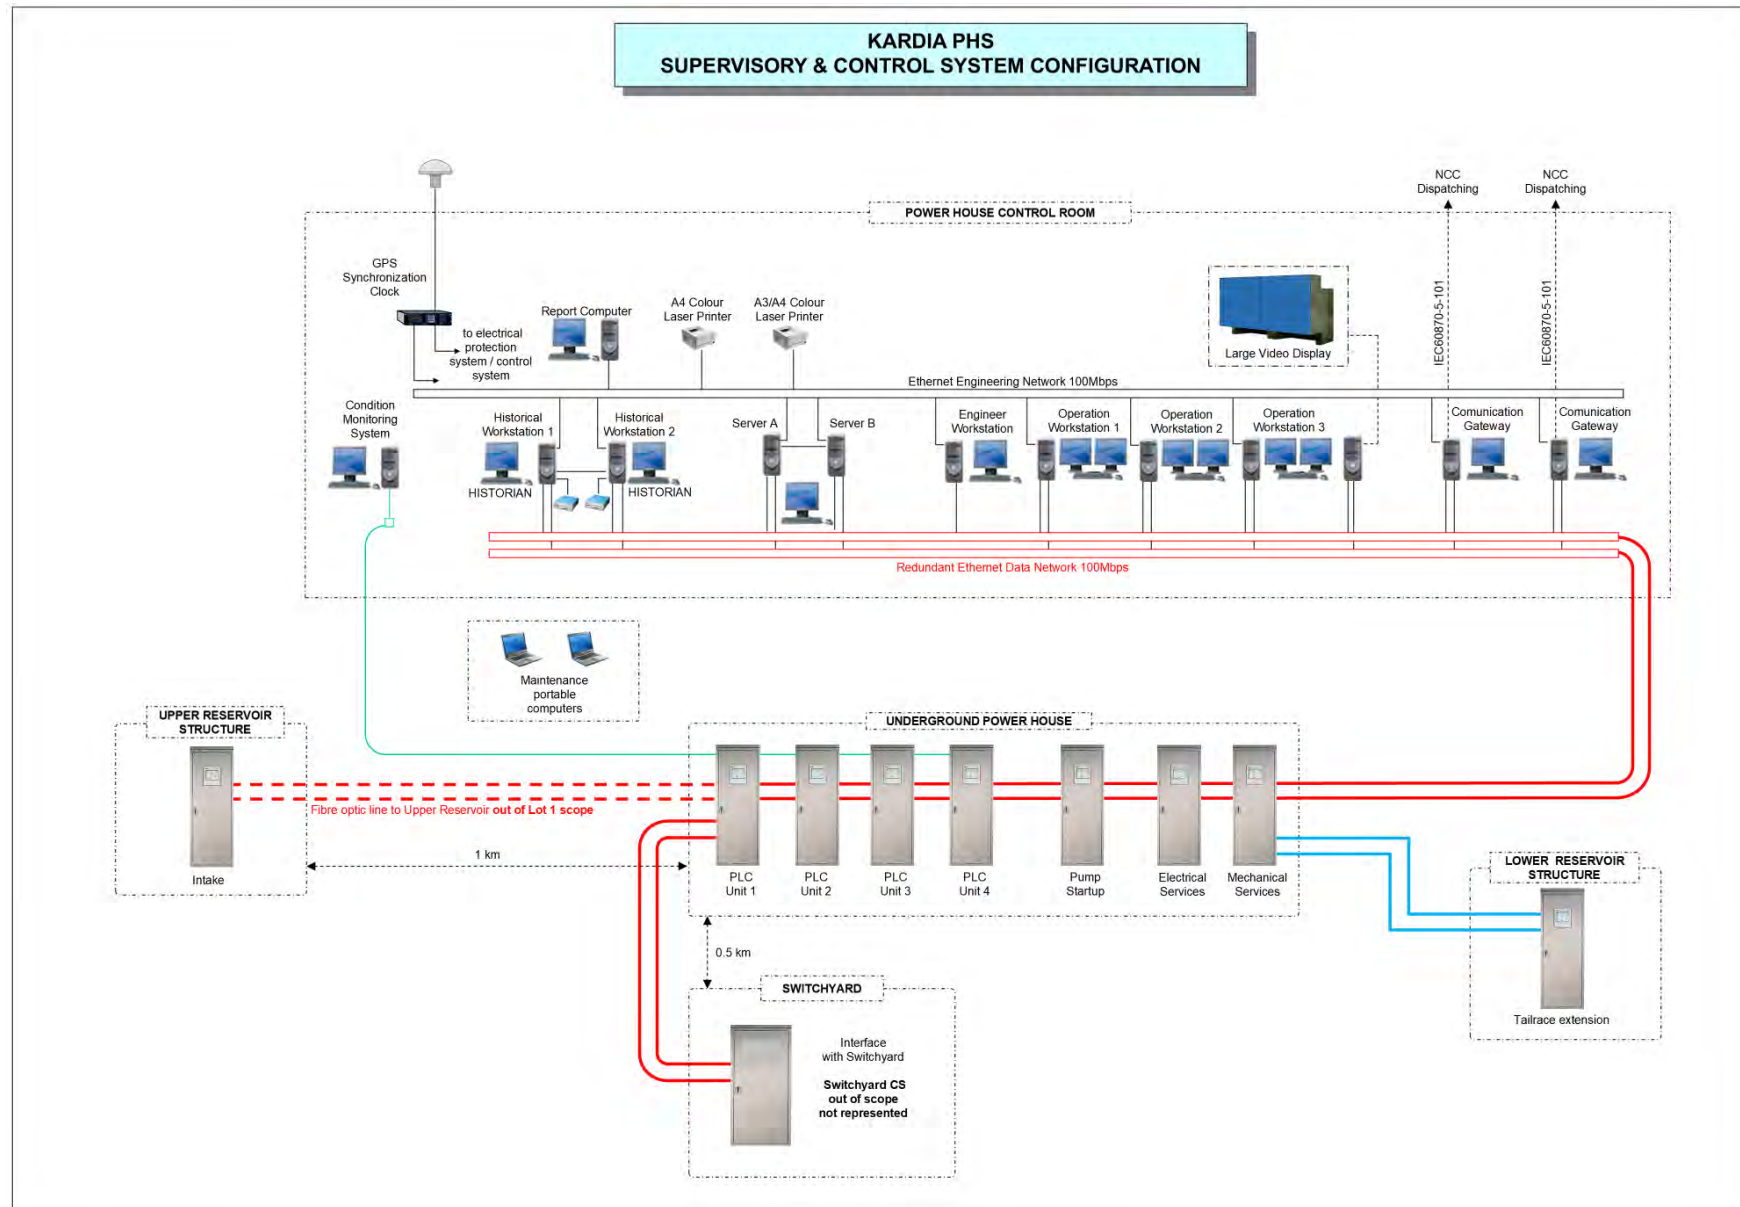 KARDIA PHS
SUPERVISORY & CONTROL SYSTEM CONFIGURATION
NCC
Dispatching
NCC
Dispatching
POWER HOUSE CONTROL ROOM
GPS
Synchronization
Clock
to electrical
protection
system / control
system
Report Computer
A4 Colour
Laser Printer
A3/A4 Colour
Laser Printer
Large Video Display
IEC60870-5-101
IEC60870-5-101
Ethernet Engineering Network 100Mbps
Condition
Monitoring
System
Historical
Workstation 1
HISTORIAN
Historical
Workstation 2
HISTORIAN
Server A
Server B
Engineer
Workstation
Operation
Workstation 1
Operation
Workstation 2
Operation
Workstation 3
Comunication
Gateway
Comunication
Gateway
Redundant Ethernet Data Network 100Mbps
Maintenance
portable
computers
UPPER RESERVOIR
STRUCTURE
Intake
Fibre optic line to Upper Reservoir out of Lot 1 scope
1 km
UNDERGROUND POWER HOUSE
PLC
Unit 1
PLC
Unit 2
PLC
Unit 3
PLC
Unit 4
Pump
Startup
Electrical
Services
Mechanical
Services
LOWER RESERVOIR
STRUCTURE
Tailrace extension
0.5 km
SWITCHYARD
Interface
with Switchyard
Switchyard CS
out of scope
not represented